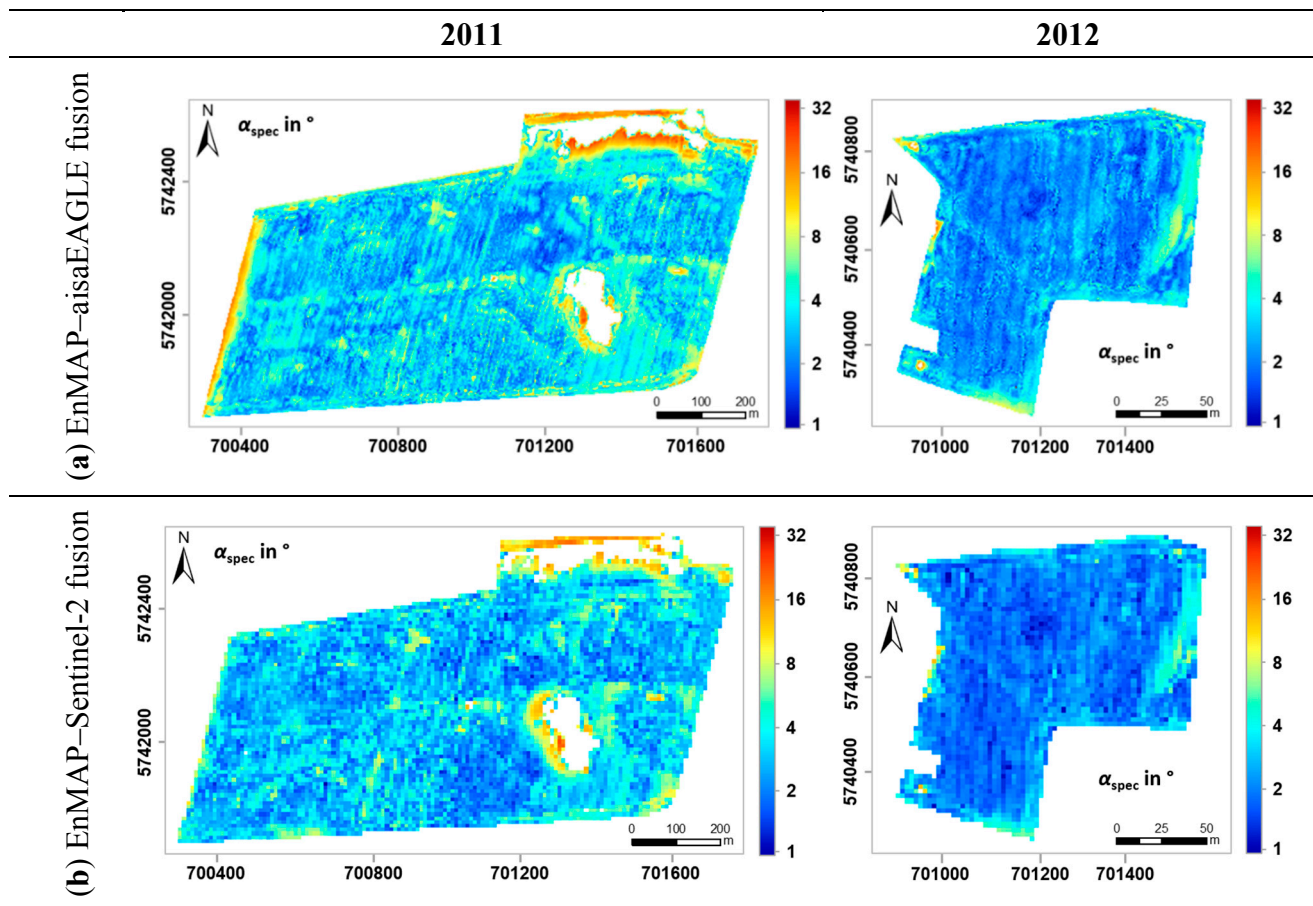 2011 2012
(a) EnMAP–aisaEAGLE fusion
N
αspec in °
5742400
5742000
700400 700800 701200 701600
0 100 200
m
32
16
8
4
2
1
N
5740800
5740600
5740400
αspec in °
0 25 50
m
701000 701200 701400
32
16
8
4
2
1
(b) EnMAP–Sentinel-2 fusion
N
αspec in °
5742400
5742000
700400 700800 701200 701600
0 100 200
m
32
16
8
4
2
1
N
5740800
5740600
5740400
αspec in °
0 25 50
m
701000 701200 701400
32
16
8
4
2
1